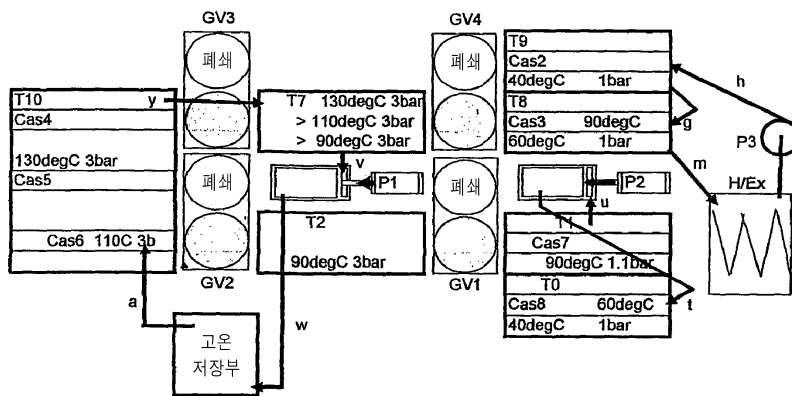 GV3
GV4
폐쇄
폐쇄
T9
Cas2
40degC 1bar
h
T10
y
T7 130degC 3bar
> 110degC 3bar
> 90degC 3bar
T8
Cas3 90degC
60degC 1bar
g
Cas4
P3
130degC 3bar
Cas5
v
m
H/Ex
폐쇄
P1
폐쇄
P2
u
T2
T1
Cas7
Cas6 110C 3b
90degC 3bar
90degC 1.1bar
T0
GV2
GV1
Cas8 60degC
t
a
w
40degC 1bar
고온
저장부